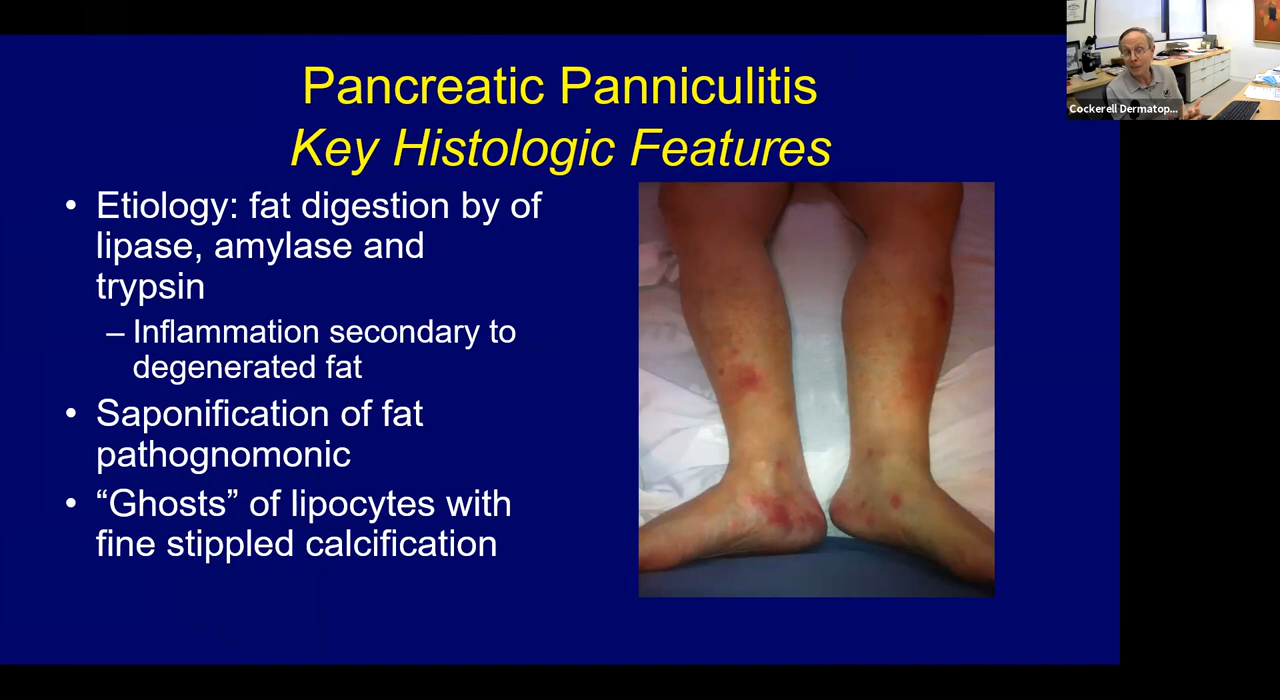 Pancreatic Panniculitis
Key Histologic Features
• Etiology: fat digestion by of
lipase, amylase and
trypsin
– Inflammation secondary to
degenerated fat
• Saponification of fat
pathognomonic
• “Ghosts” of lipocytes with
fine stippled calcification
Cockerell Dermatop...